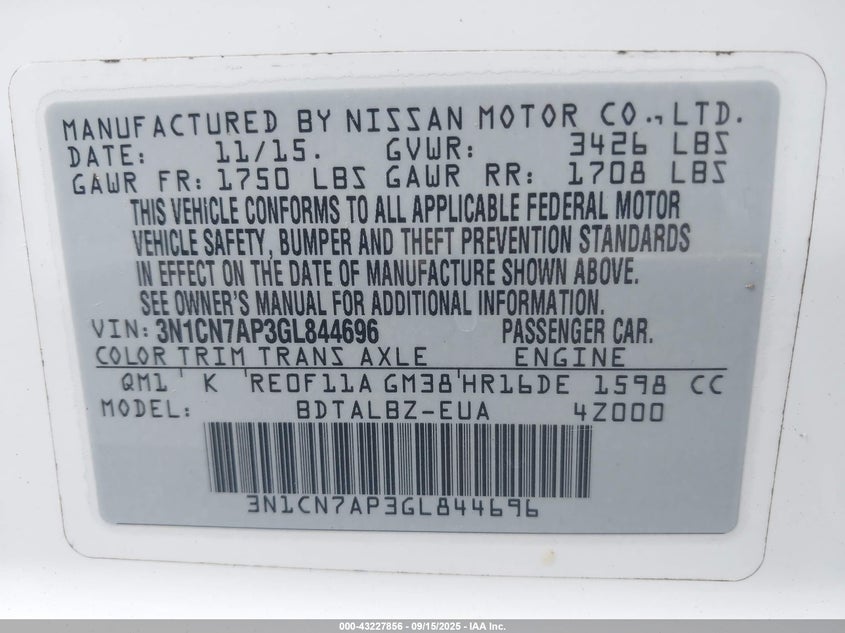 MANUFACTURED BY NISSAN MOTOR CO., LTD.
DATE: 11/15. GVWR: 3426 LBS
GAWR FR: 1750 LBS GAWR RR: 1708 LBS
THIS VEHICLE CONFORMS TO ALL APPLICABLE FEDERAL MOTOR
VEHICLE SAFETY, BUMPER AND THEFT PREVENTION STANDARDS
IN EFFECT ON THE DATE OF MANUFACTURE SHOWN ABOVE.
SEE OWNER'S MANUAL FOR ADDITIONAL INFORMATION.
VIN: 3N1CN7AP3GL844696 PASSENGER CAR.
COLOR TRIM TRANS AXLE ENGINE
QM1 K RE0F11A GM38 HR16DE 1598 CC
MODEL: BDTALBZ-EUA 4Z000
3N1CN7AP3GL844696
000-43227856 - 09/15/2025 - IAA Inc.